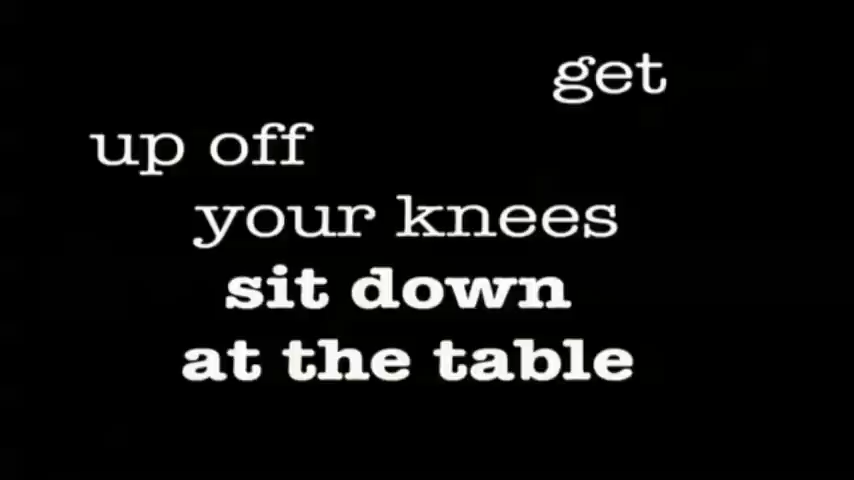 get
up off
your knees
sit down
at the table